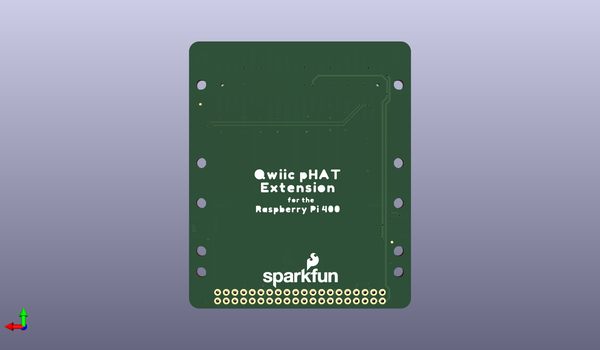 Qwiic pHAT
Extension
for the
Raspberry Pi 400
sparkfun